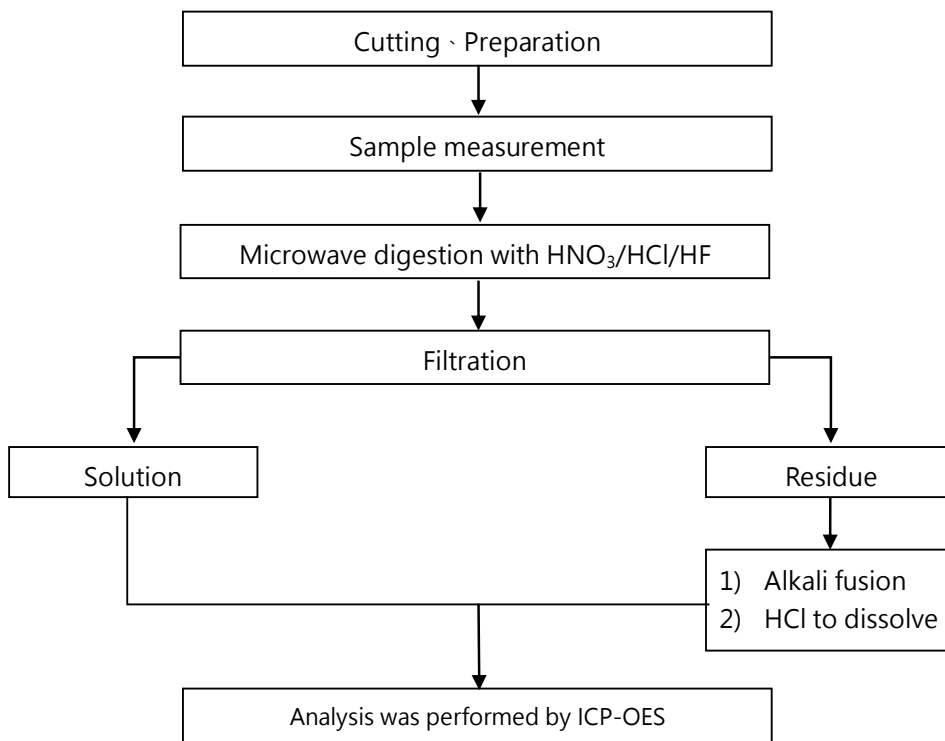 Cutting、Preparation
Sample measurement
Microwave digestion with HNO₃/HCl/HF
Filtration
Solution
Residue
1) Alkali fusion
2) HCl to dissolve
Analysis was performed by ICP-OES